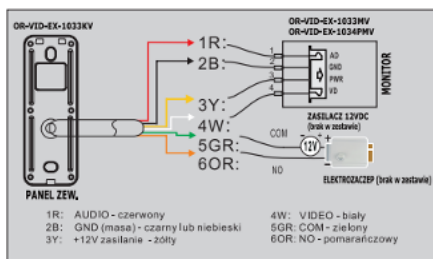 OR-VID-EX-1033KV
OR-VID-EX-1033MV
OR-VID-EX-1034PMV
1R:
2B:
3Y:
4W:
5GR:
6OR:
1
2
3
4
AD
GND
PWR
VD
MONITOR
ZASILACZ 12VDC
(brak w zestawie)
COM
NO
- +
12V
ELEKTROZACZEP (brak w zestawie)
PANEL ZEW.
1R: AUDIO - czerwony
2B: GND (masa) - czarny lub niebieski
3Y: +12V zasilanie - żółty
4W: VIDEO - biały
5GR: COM - zielony
6OR: NO - pomarańczowy